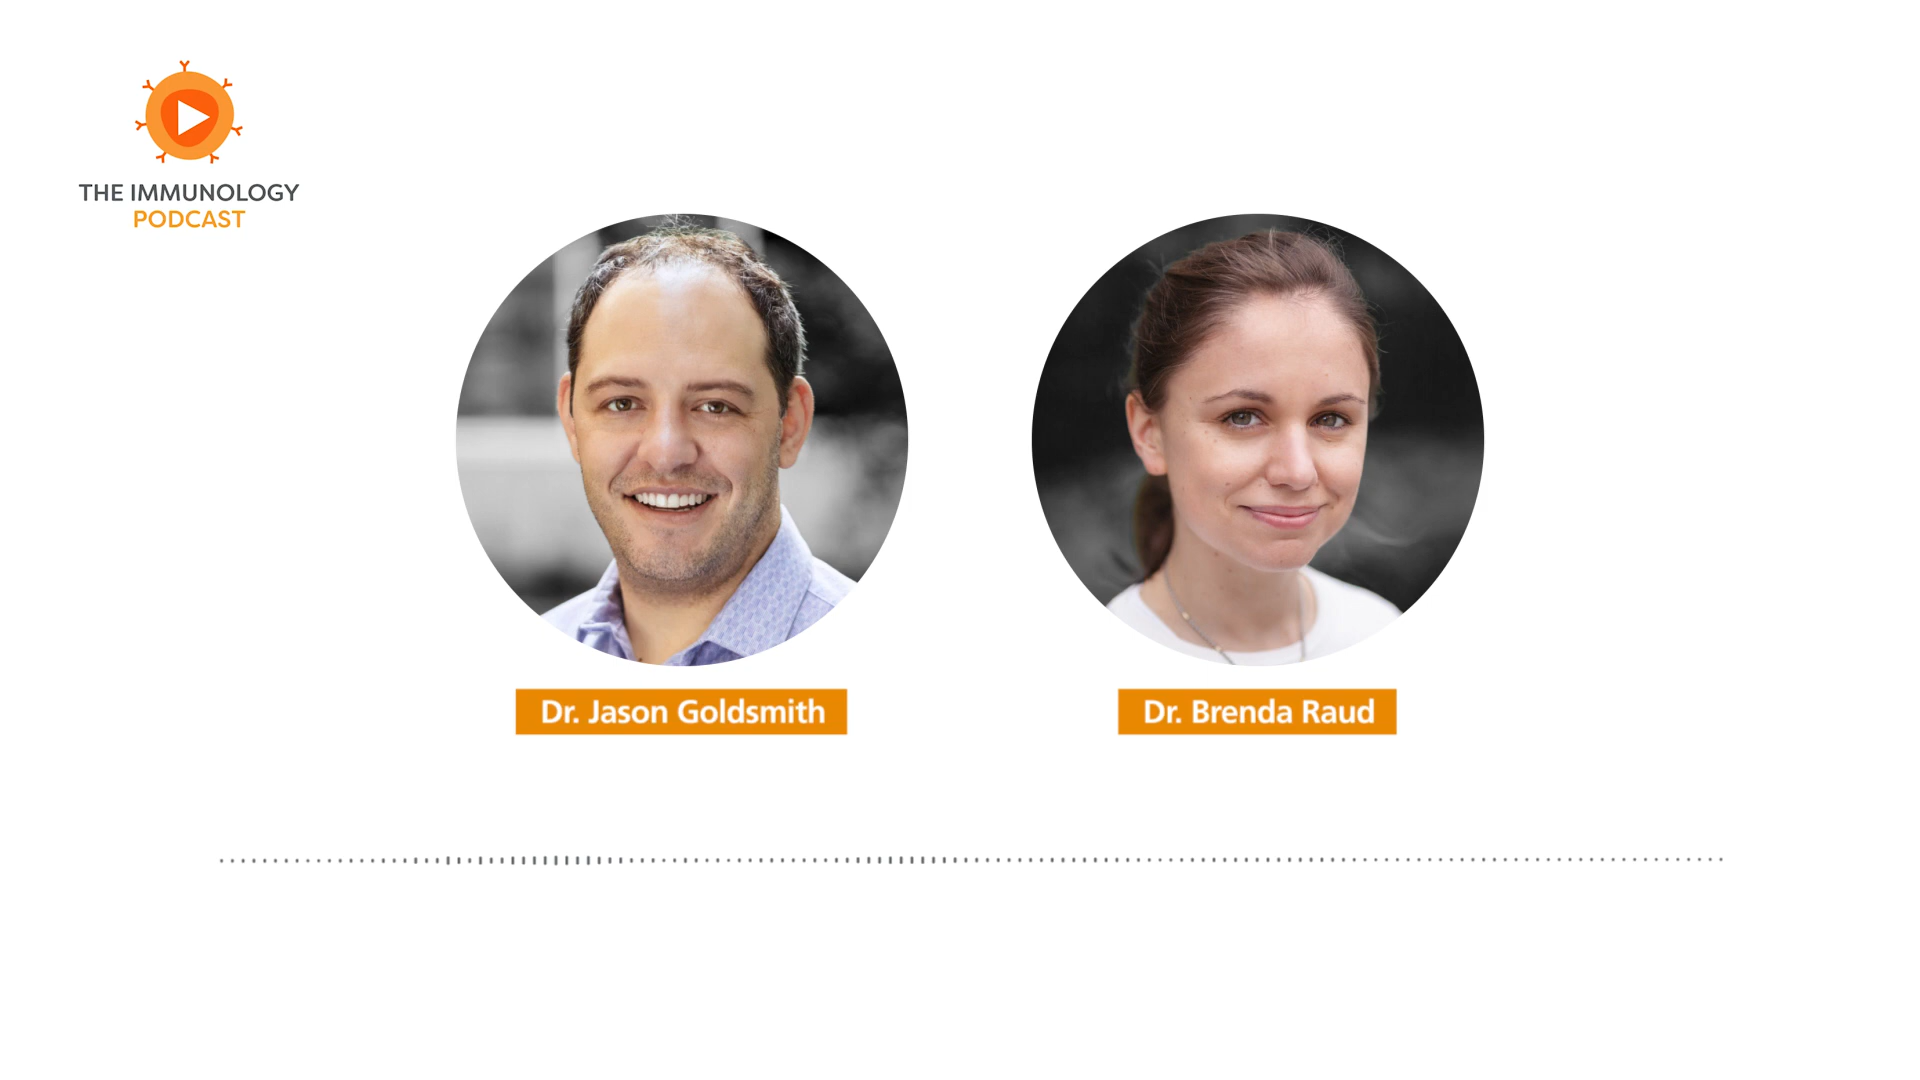 THE IMMUNOLOGY
PODCAST
Dr. Jason Goldsmith
Dr. Brenda Raud